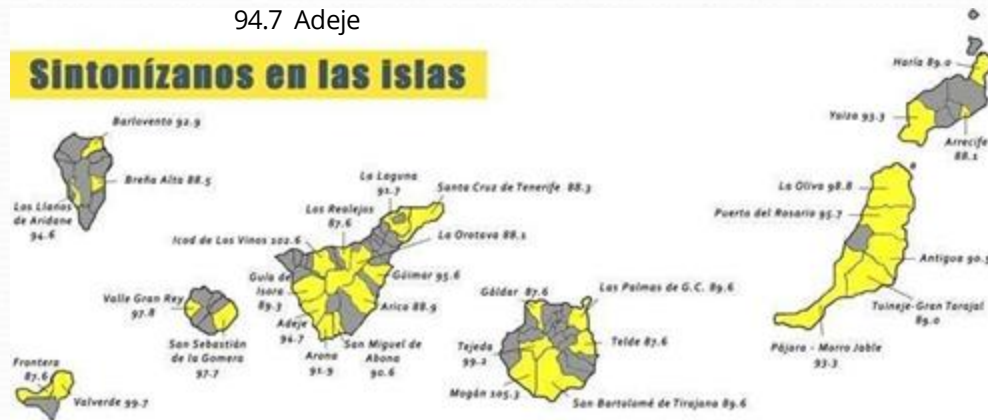 94.7 Adeje
Sintonízanos en las islas
Barlovento 92.9
Breña Alta 88.5
Los Llanos
de Aridane
94.6
Valle Gran Rey
97.8
San Sebastián
de la Gomera
97.7
Frontera
87.6
Valverde 99.7
La Laguna
91.7
Santa Cruz de Tenerife 88.3
Los Realejos
87.6
La Orotava 88.1
Icod de Los Vinos 102.6
Güimar 95.6
Guía de
Isora
89.3
Arico 88.9
Adeje
94.7
Arona
91.9
San Miguel de
Abona
90.6
Gáldar 87.6
Las Palmas de G.C. 89.6
Telde 87.6
Tejeda
99.2
Mogán 105.3
San Bartolomé de Tirajana 89.6
Haría 89.0
Yaiza 93.3
Arrecife
88.1
La Oliva 98.8
Puerto del Rosario 95.7
Antigua
Tuineje-Gran Tarajal
89.0
Pájara - Morro Jable
93.3